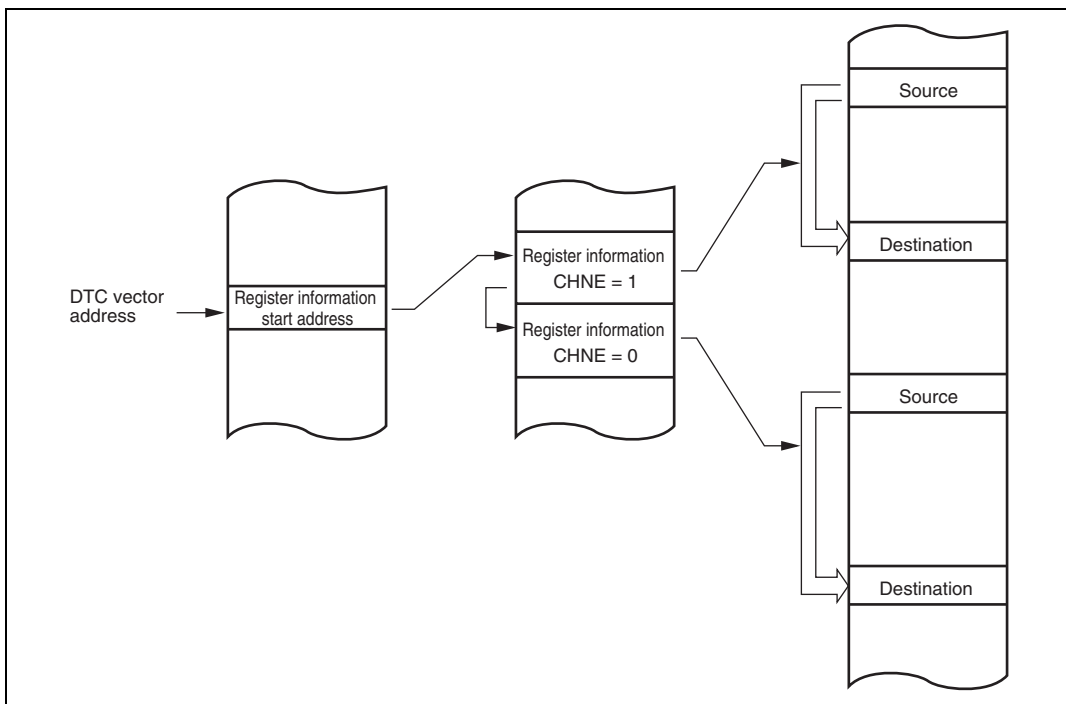 DTC vector
address
Register information
start address
Register information
CHNE = 1
Register information
CHNE = 0
Source
Destination
Source
Destination